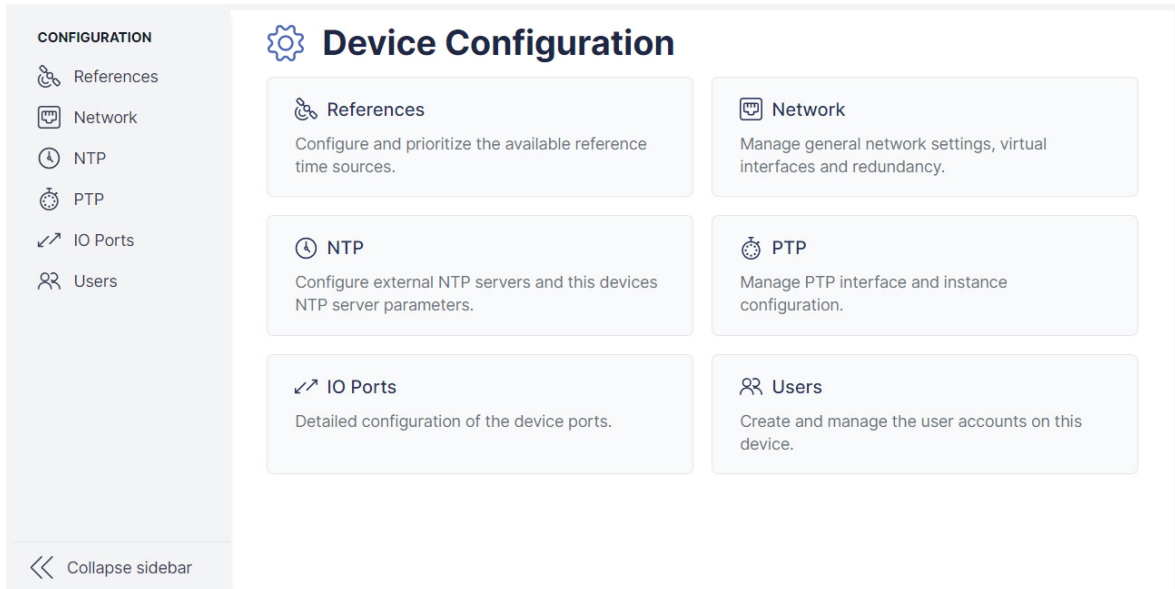 CONFIGURATION
References
Network
NTP
PTP
IO Ports
Users
Collapse sidebar
Device Configuration
References
Configure and prioritize the available reference
time sources.
Network
Manage general network settings, virtual
interfaces and redundancy.
NTP
Configure external NTP servers and this devices
NTP server parameters.
PTP
Manage PTP interface and instance
configuration.
IO Ports
Detailed configuration of the device ports.
Users
Create and manage the user accounts on this
device.